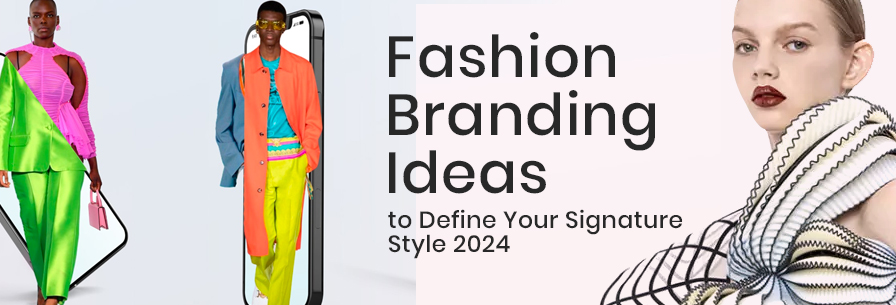 Fashion
Branding
Ideas
to Define Your Signature
Style 2024